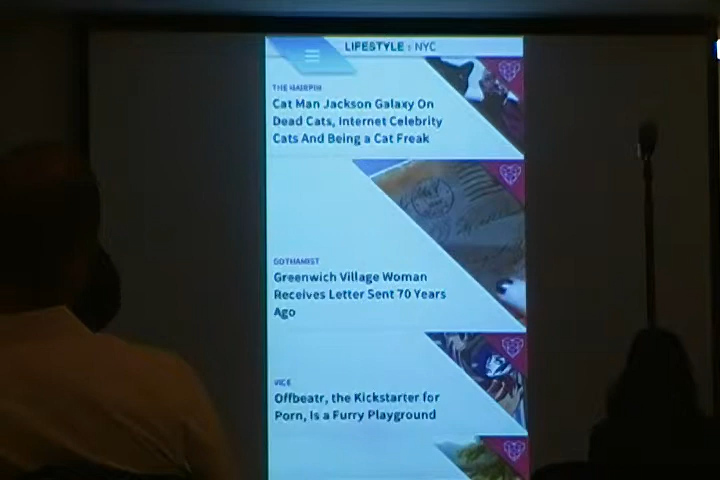 LIFESTYLE : NYC
THE HAIRPIN
Cat Man Jackson Galaxy On
Dead Cats, Internet Celebrity
Cats And Being a Cat Freak
GOTHAMIST
Greenwich Village Woman
Receives Letter Sent 70 Years
Ago
VICE
Offbeatr, the Kickstarter for
Porn, Is a Furry Playground